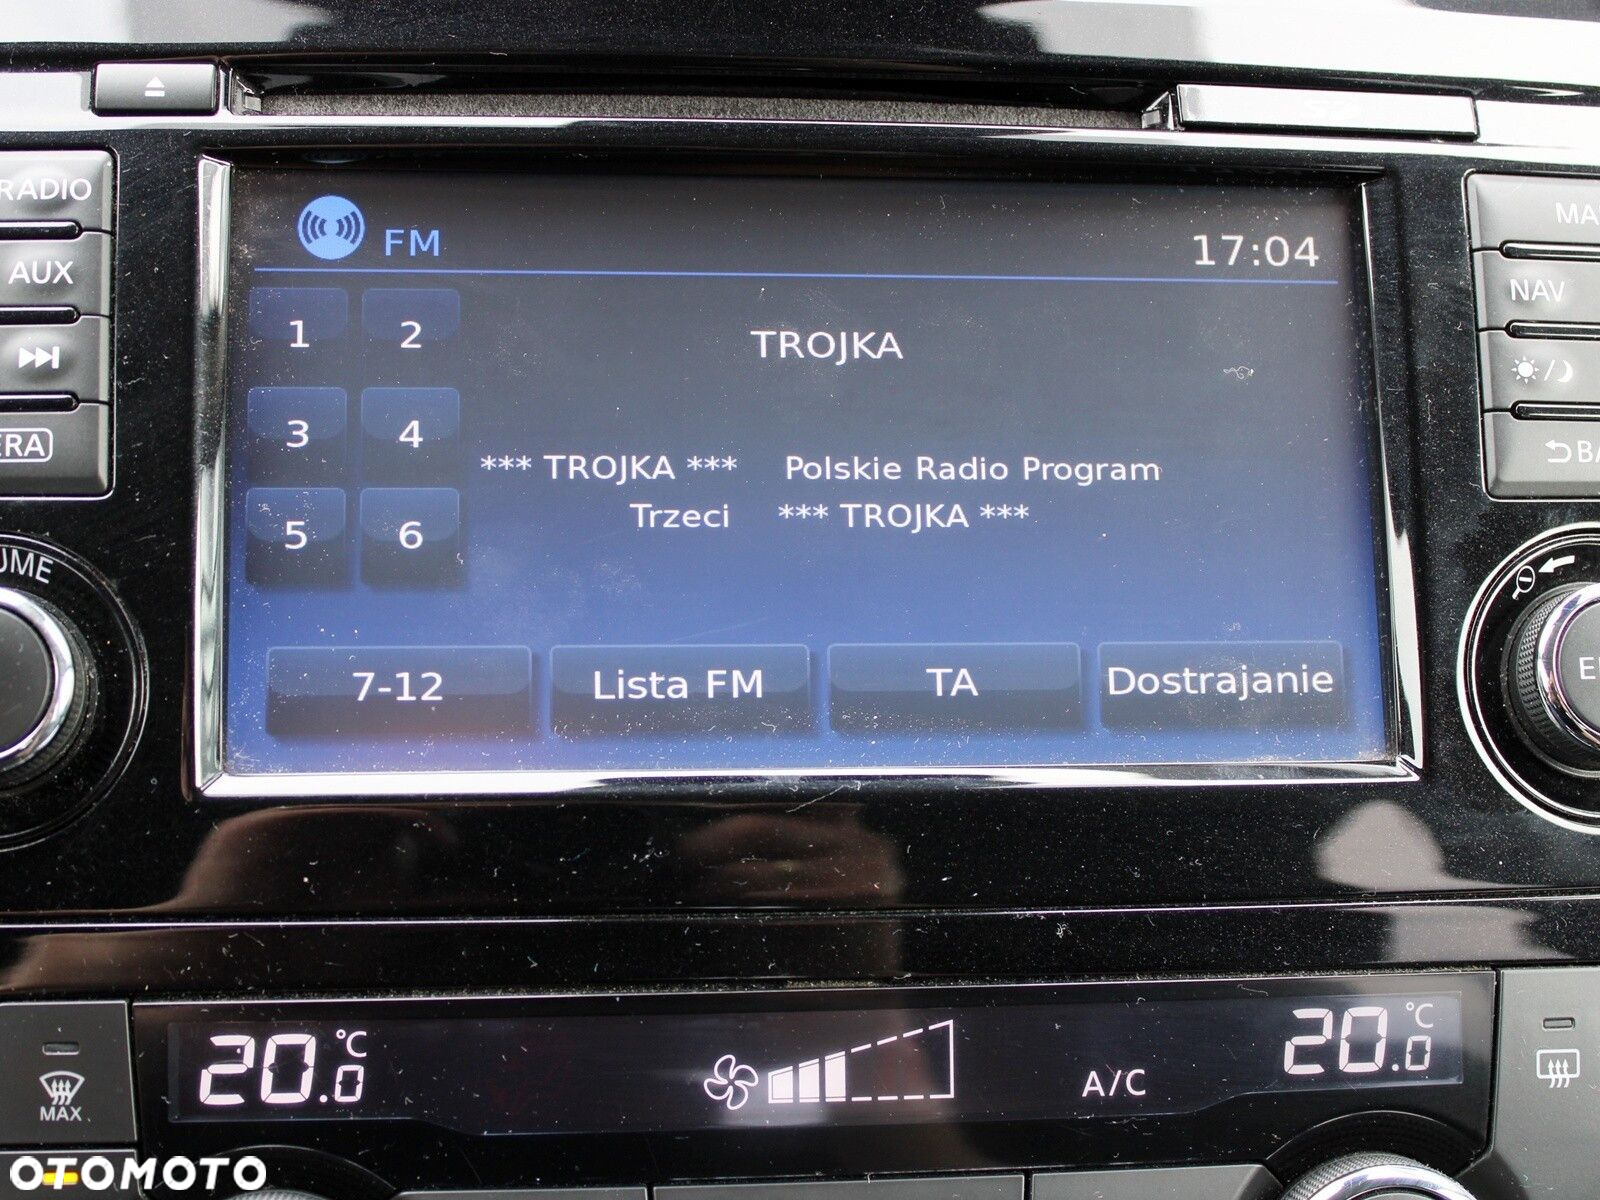 RADIO
AUX
ERA
UME
FM
17:04
1 2
3 4
5 6
TROJKA
*** TROJKA *** Polskie Radio Program
Trzeci *** TROJKA ***
7-12 Lista FM TA Dostrajanie
MA
NAV
BA
20.0 °C
A/C
20.0 °C
MAX
OTOMOTO